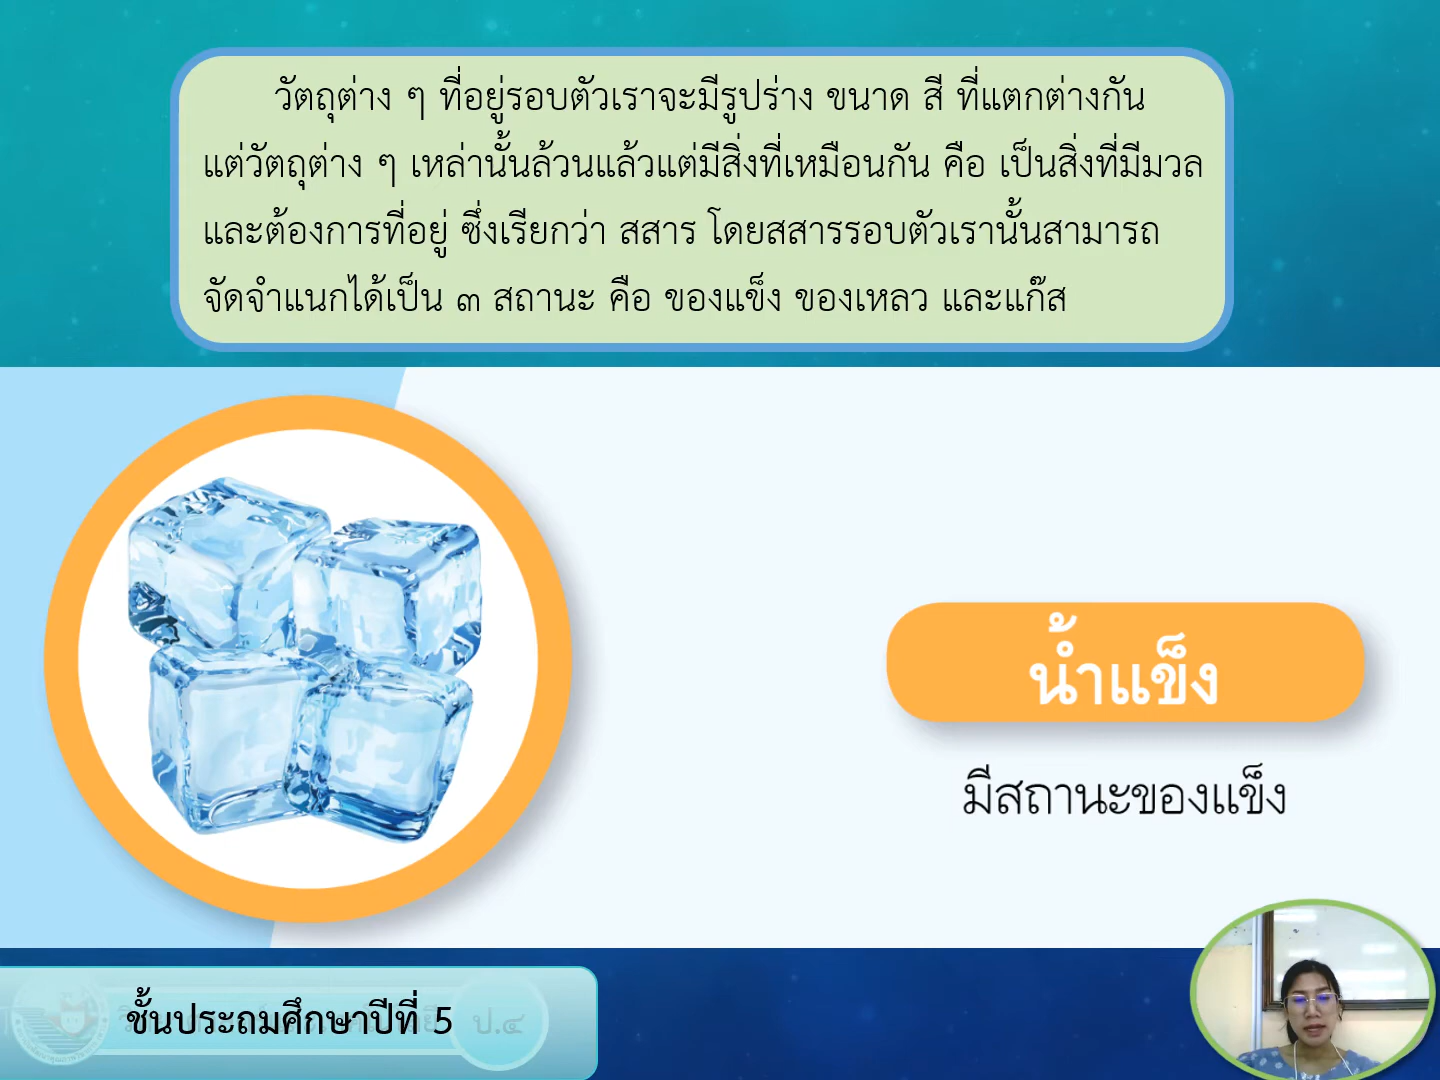 วัตถุต่าง ๆ ที่อยู่รอบตัวเราจะมีรูปร่าง ขนาด สี ที่แตกต่างกัน
แต่วัตถุต่าง ๆ เหล่านั้นล้วนแล้วแต่มีสิ่งที่เหมือนกัน คือ เป็นสิ่งที่มีมวล
และต้องการที่อยู่ ซึ่งเรียกว่า สสาร โดยสสารรอบตัวเรานั้นสามารถ
จัดจำแนกได้เป็น ๓ สถานะ คือ ของแข็ง ของเหลว และแก๊ส
น้ำแข็ง
มีสถานะของแข็ง
ชั้นประถมศึกษาปีที่ 5
ป.๔